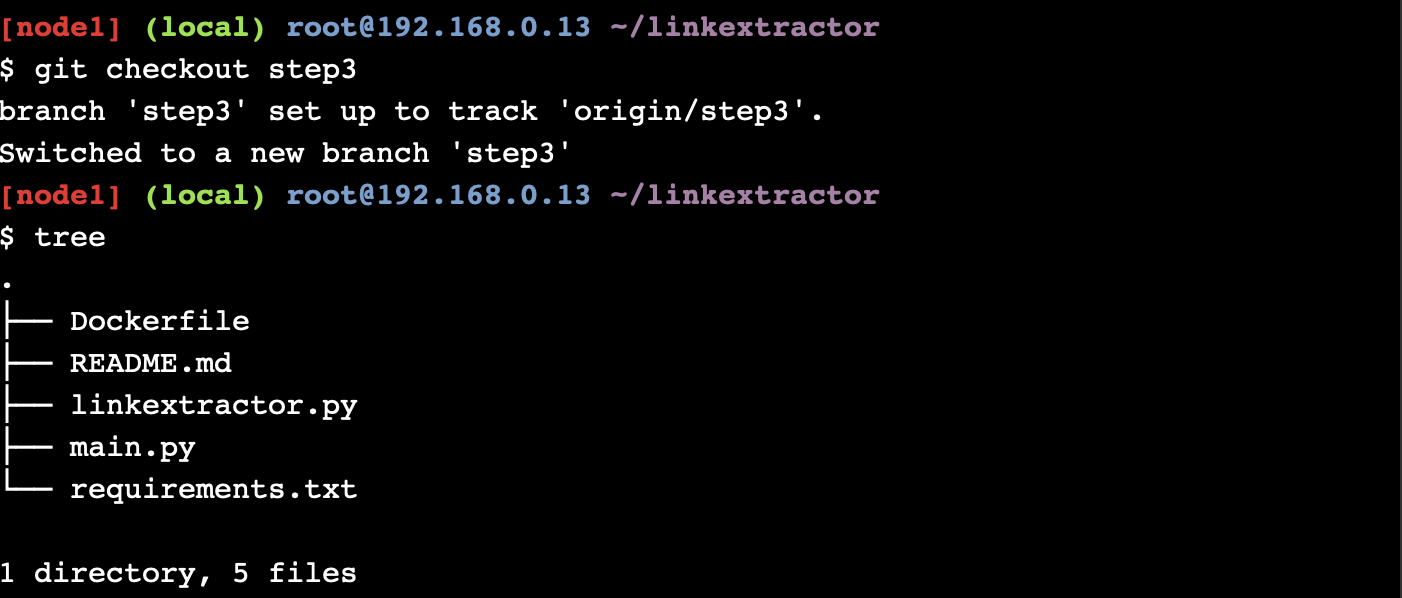 [node1] (local) root@192.168.0.13 ~/linkextractor
$ git checkout step3
branch 'step3' set up to track 'origin/step3'.
Switched to a new branch 'step3'
[node1] (local) root@192.168.0.13 ~/linkextractor
$ tree
.
├── Dockerfile
├── README.md
├── linkextractor.py
├── main.py
└── requirements.txt
1 directory, 5 files